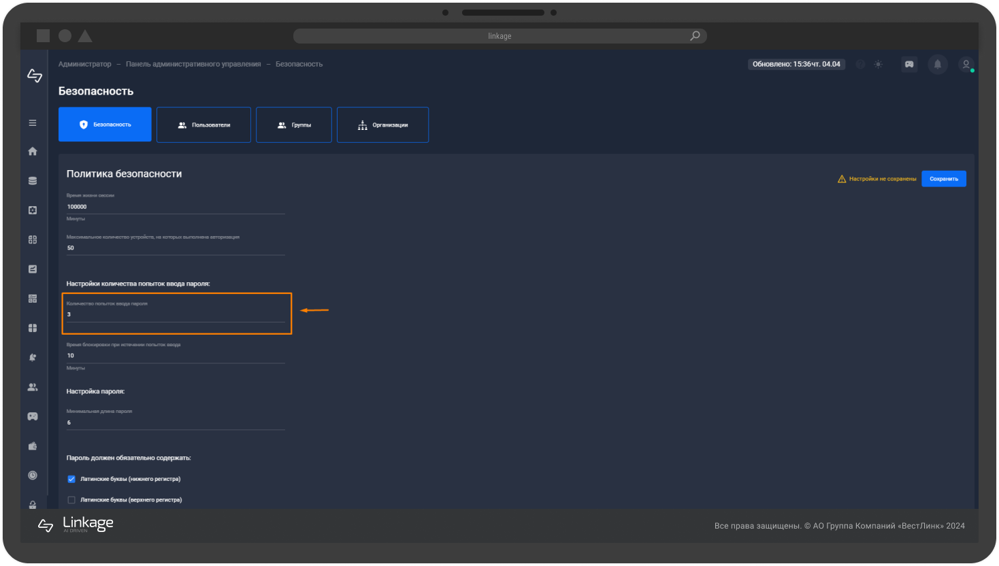 linkage
Администратор – Панель административного управления – Безопасность
Обновлено: 15:36 чт. 04.04
Безопасность
Безопасность
Пользователи
Группы
Организации
Политика безопасности
Настройки не сохранены
Сохранить
Время жизни сессии
100000
Минуты
Максимальное количество устройств, на которых выполнена авторизация
50
Настройки количества попыток ввода пароля:
Количество попыток ввода пароля
3
Время блокировки при истечении попыток ввода
10
Минуты
Настройка пароля:
Минимальная длина пароля
6
Пароль должен обязательно содержать:
Латинские буквы (нижнего регистра)
Латинские буквы (верхнего регистра)
Linkage
AI DRIVEN
Все права защищены. © АО Группа Компаний «ВестЛинк» 2024